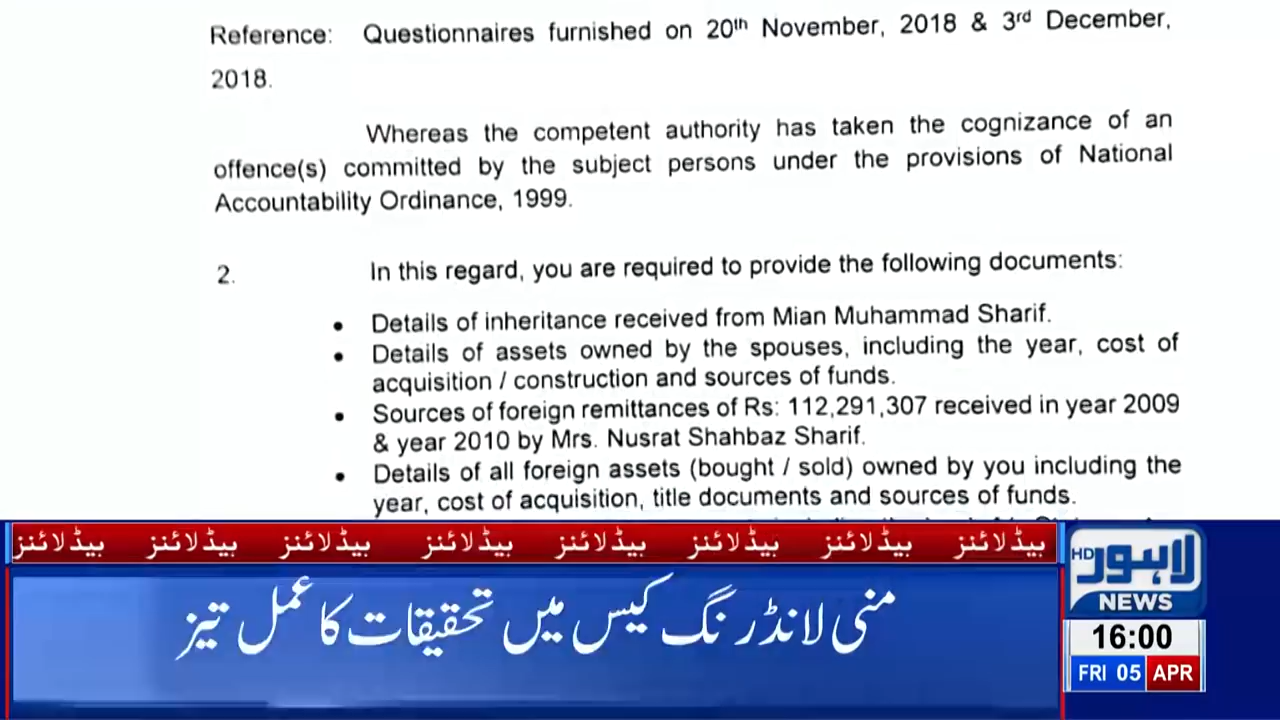 Reference: Questionnaires furnished on 20th November, 2018 & 3rd December,
2018.
Whereas the competent authority has taken the cognizance of an
offence(s) committed by the subject persons under the provisions of National
Accountability Ordinance, 1999.
2. In this regard, you are required to provide the following documents:
• Details of inheritance received from Mian Muhammad Sharif.
• Details of assets owned by the spouses, including the year, cost of
acquisition / construction and sources of funds.
• Sources of foreign remittances of Rs: 112,291,307 received in year 2009
& year 2010 by Mrs. Nusrat Shahbaz Sharif.
• Details of all foreign assets (bought / sold) owned by you including the
year, cost of acquisition, title documents and sources of funds.
ہیڈلائنز ہیڈلائنز ہیڈلائنز ہیڈلائنز ہیڈلائنز ہیڈلائنز ہیڈلائنز ہیڈلائنز
منی لانڈرنگ کیس میں تحقیقات کا عمل تیز
لاہور HD
NEWS
16:00
FRI 05 APR